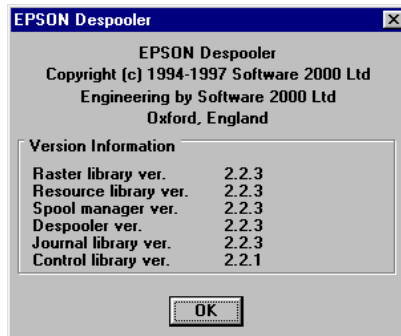 EPSON Despooler
EPSON Despooler
Copyright (c) 1994-1997 Software 2000 Ltd
Engineering by Software 2000 Ltd
Oxford, England
Version Information
Raster library ver. 2.2.3
Resource library ver. 2.2.3
Spool manager ver. 2.2.3
Despooler ver. 2.2.3
Journal library ver. 2.2.3
Control library ver. 2.2.1
OK